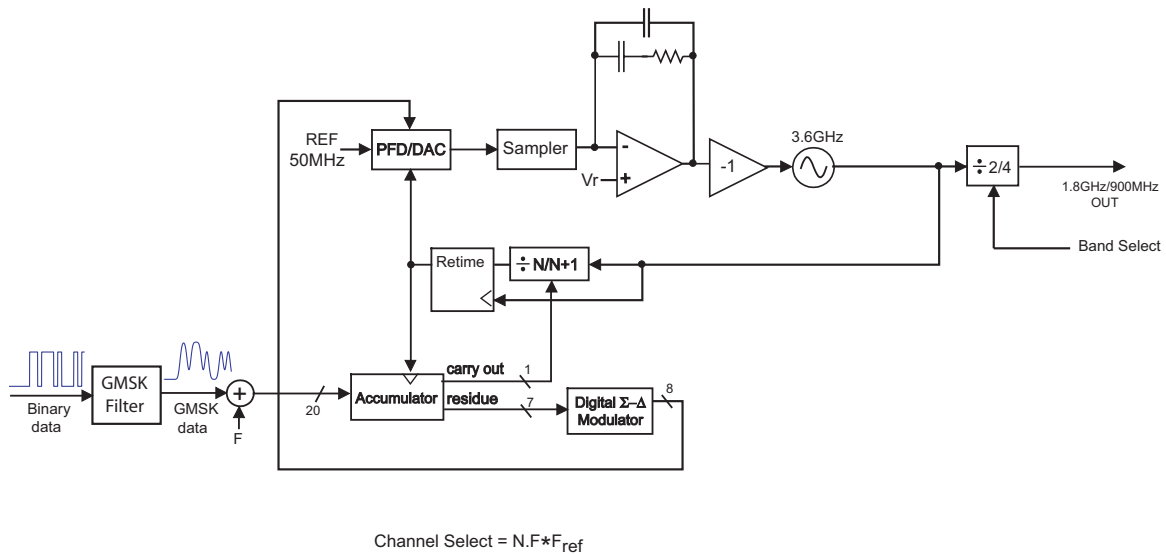 REF
50MHz
PFD/DAC
Sampler
-
+
Vr
-1
3.6GHz
÷ 2/4
1.8GHz/900MHz
OUT
Band Select
Retime
÷ N/N+1
Binary
data
GMSK
Filter
GMSK
data
+
F
20
Accumulator
carry out
1
residue
7
Digital Σ–Δ
Modulator
8
Channel Select = N.F*Fref